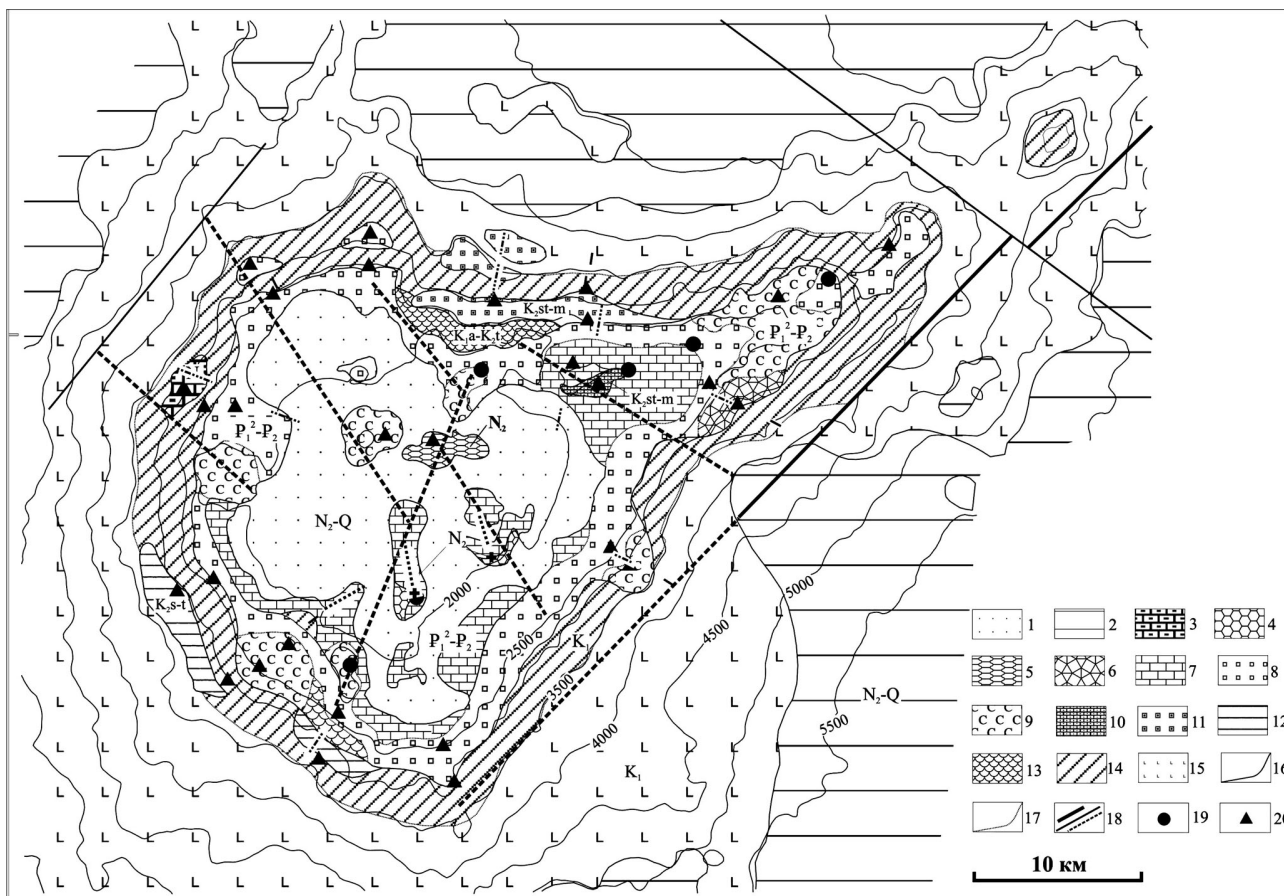 K₂st-m
K₁a-K₂t
P₁²-P₂
K₂st-m
N₂
P₁²-P₂
N₂-Q
N₂
K₂s-t
2000
P₁²-P₂
2500
K₁
3500
4000
4500
5000
5500
N₂-Q
K₁
1 2 3 4
5 6 7 8
9 10 11 12
13 14 15 16
17 18 19 20
10 км